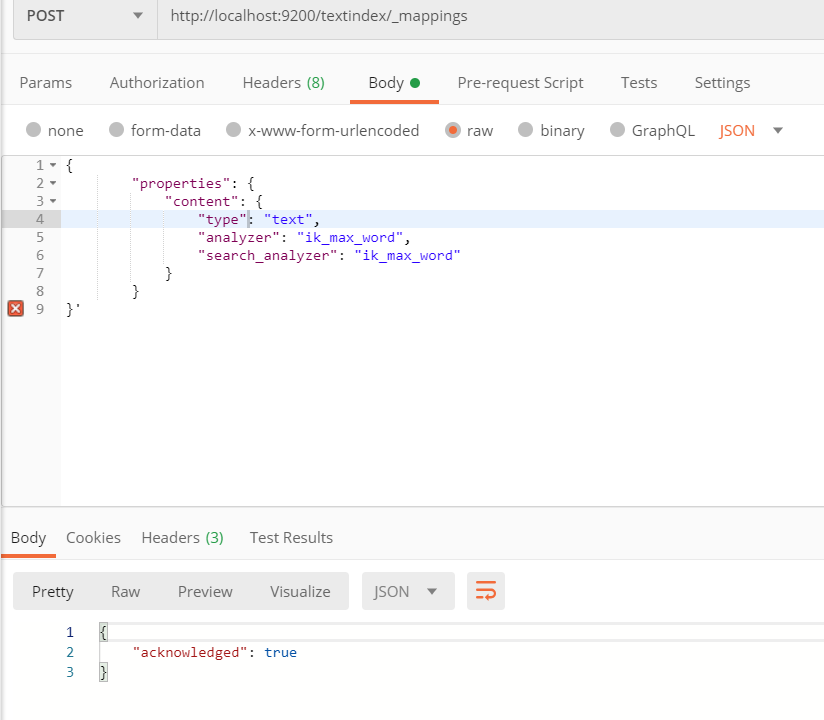 POST http://localhost:9200/textindex/_mappings
Params Authorization Headers (8) Body Pre-request Script Tests Settings
none form-data x-www-form-urlencoded raw binary GraphQL JSON
1 {
2 "properties": {
3 "content": {
4 "type": "text",
5 "analyzer": "ik_max_word",
6 "search_analyzer": "ik_max_word"
7 }
8 }
9 }'
Body Cookies Headers (3) Test Results
Pretty Raw Preview Visualize JSON
1 {
2 "acknowledged": true
3 }